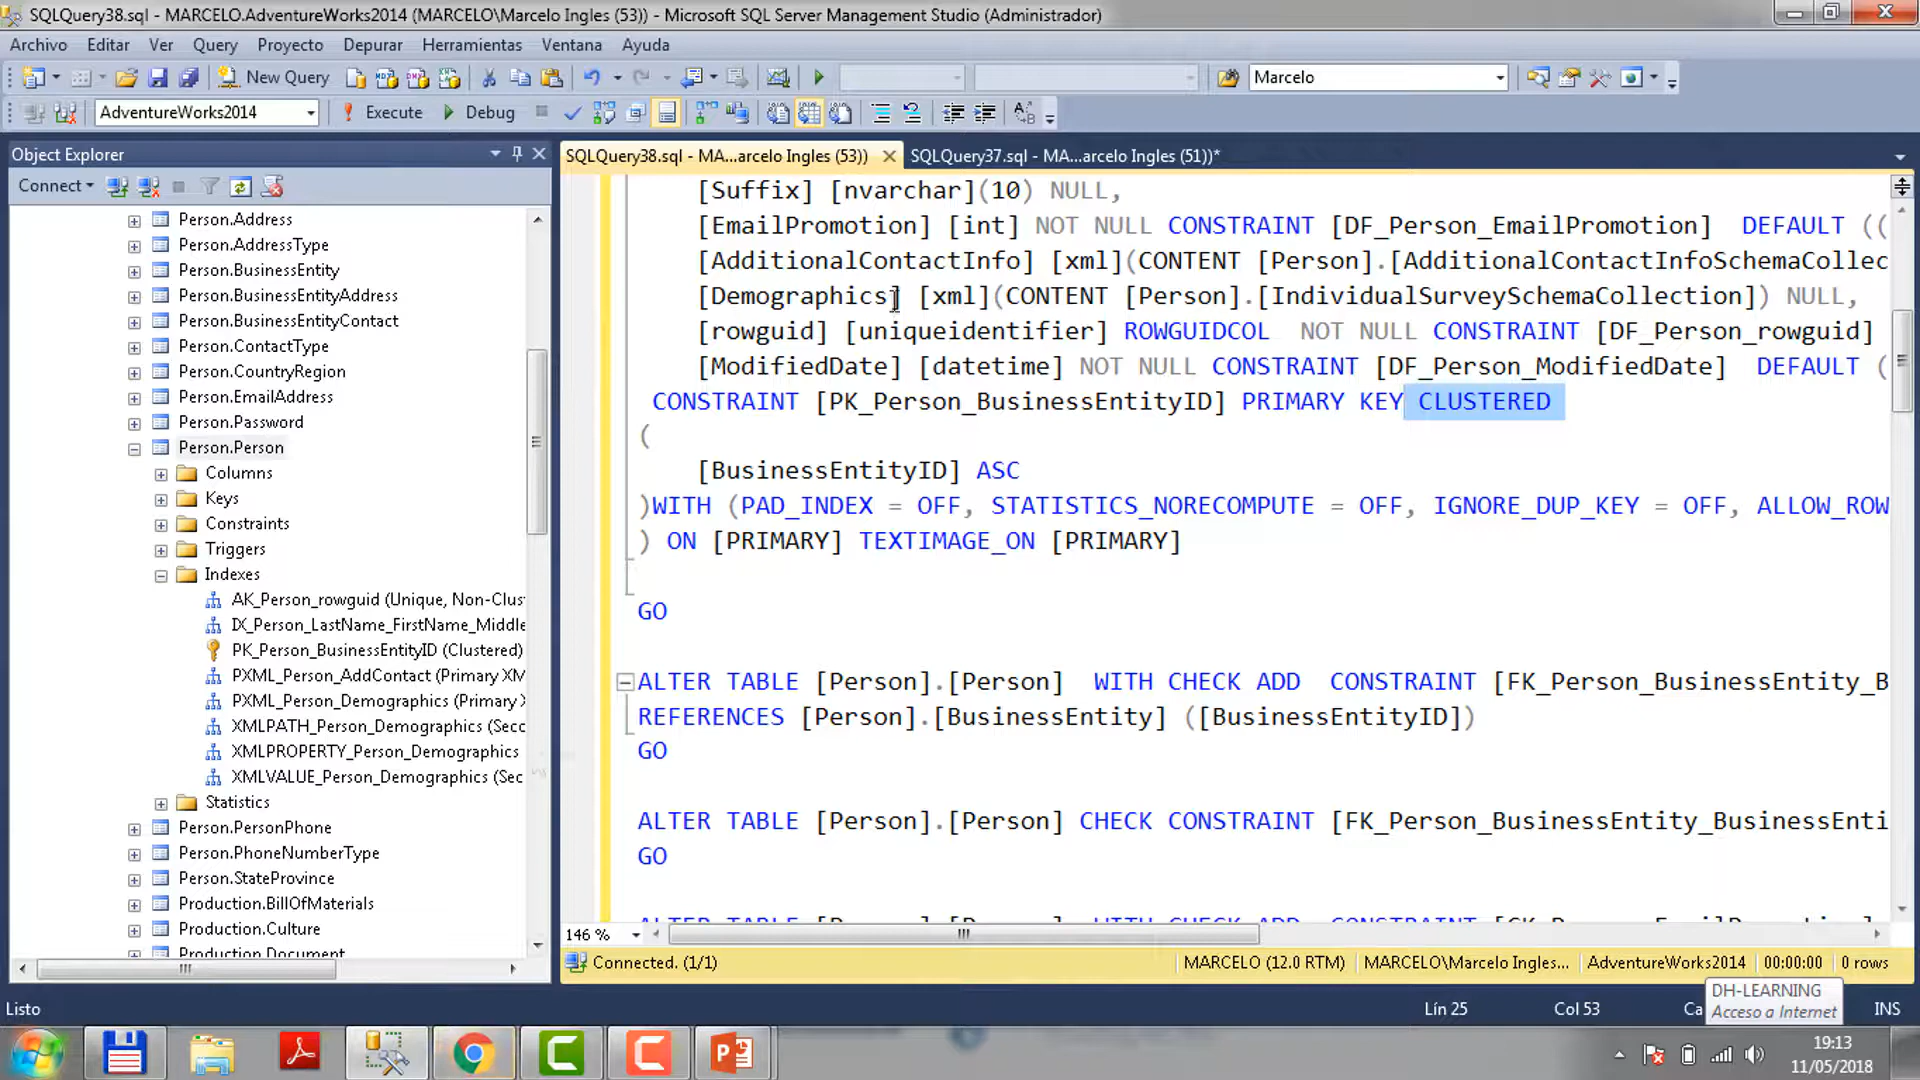 SQLQuery38.sql - MARCELO.AdventureWorks2014 (MARCELO\Marcelo Ingles (53)) - Microsoft SQL Server Management Studio (Administrador)
Archivo Editar Ver Query Proyecto Depurar Herramientas Ventana Ayuda
New Query Marcelo
AdventureWorks2014 Execute Debug
Object Explorer
Connect
Person.Address
Person.AddressType
Person.BusinessEntity
Person.BusinessEntityAddress
Person.BusinessEntityContact
Person.ContactType
Person.CountryRegion
Person.EmailAddress
Person.Password
Person.Person
Columns
Keys
Constraints
Triggers
Indexes
AK_Person_rowguid (Unique, Non-Clus
IX_Person_LastName_FirstName_Middle
PK_Person_BusinessEntityID (Clustered)
PXML_Person_AddContact (Primary XM
PXML_Person_Demographics (Primary X
XMLPATH_Person_Demographics (Secc
XMLPROPERTY_Person_Demographics
XMLVALUE_Person_Demographics (Sec
Statistics
Person.PersonPhone
Person.PhoneNumberType
Person.StateProvince
Production.BillOfMaterials
Production.Culture
Production.Document
SQLQuery38.sql - MA...arcelo Ingles (53)) SQLQuery37.sql - MA...arcelo Ingles (51))*
[Suffix] [nvarchar](10) NULL,
[EmailPromotion] [int] NOT NULL CONSTRAINT [DF_Person_EmailPromotion]  DEFAULT ((
[AdditionalContactInfo] [xml](CONTENT [Person].[AdditionalContactInfoSchemaCollec
[Demographics] [xml](CONTENT [Person].[IndividualSurveySchemaCollection]) NULL,
[rowguid] [uniqueidentifier] ROWGUIDCOL  NOT NULL CONSTRAINT [DF_Person_rowguid]
[ModifiedDate] [datetime] NOT NULL CONSTRAINT [DF_Person_ModifiedDate]  DEFAULT (
CONSTRAINT [PK_Person_BusinessEntityID] PRIMARY KEY CLUSTERED
(
[BusinessEntityID] ASC
)WITH (PAD_INDEX = OFF, STATISTICS_NORECOMPUTE = OFF, IGNORE_DUP_KEY = OFF, ALLOW_ROW
) ON [PRIMARY] TEXTIMAGE_ON [PRIMARY]
GO
ALTER TABLE [Person].[Person]  WITH CHECK ADD  CONSTRAINT [FK_Person_BusinessEntity_B
REFERENCES [Person].[BusinessEntity] ([BusinessEntityID])
GO
ALTER TABLE [Person].[Person] CHECK CONSTRAINT [FK_Person_BusinessEntity_BusinessEnti
GO
146 %
Connected. (1/1) MARCELO (12.0 RTM) MARCELO\Marcelo Ingles... AdventureWorks2014 00:00:00 0 rows
Listo Lín 25 Col 53 Ca INS
DH-LEARNING
Acceso a Internet
19:13
11/05/2018